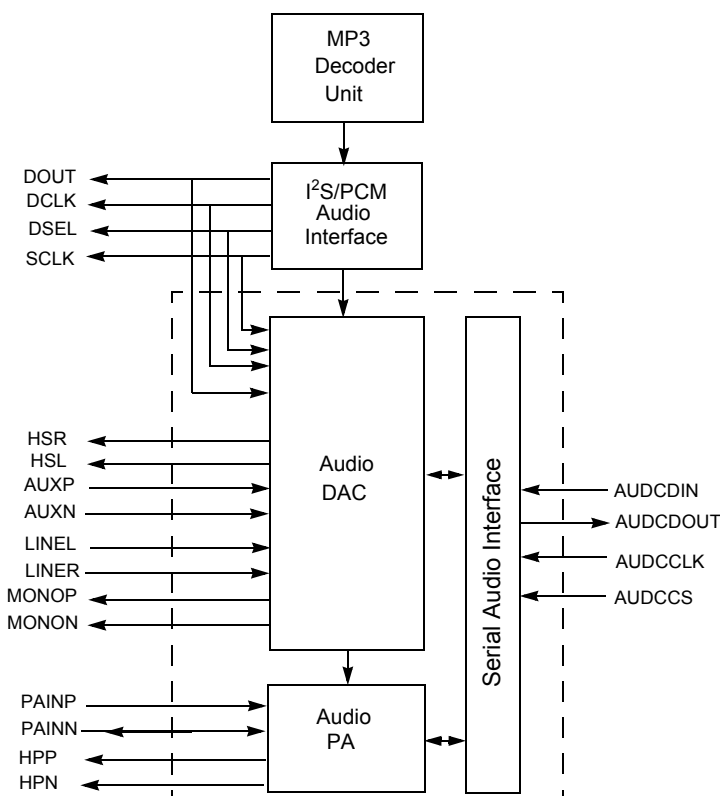 MP3
Decoder
Unit
DOUT
DCLK
DSEL
SCLK
I²S/PCM
Audio
Interface
HSR
HSL
AUXP
AUXN
LINEL
LINER
MONOP
MONON
Audio
DAC
Serial Audio Interface
AUDCDIN
AUDCDOUT
AUDCCLK
AUDCCS
PAINP
PAINN
HPP
HPN
Audio
PA